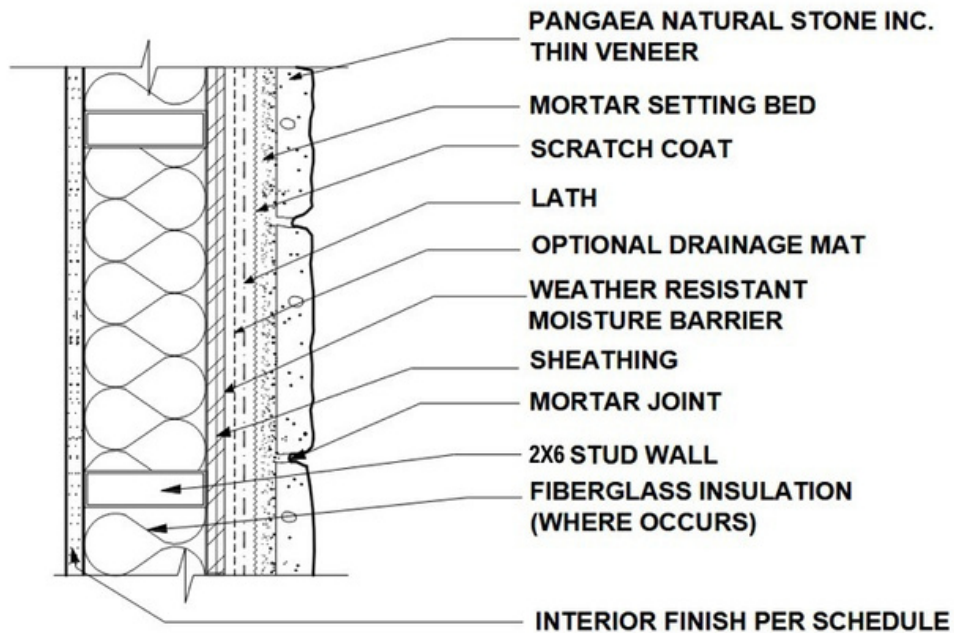 PANGAEA NATURAL STONE INC.
THIN VENEER
MORTAR SETTING BED
SCRATCH COAT
LATH
OPTIONAL DRAINAGE MAT
WEATHER RESISTANT
MOISTURE BARRIER
SHEATHING
MORTAR JOINT
2X6 STUD WALL
FIBERGLASS INSULATION
(WHERE OCCURS)
INTERIOR FINISH PER SCHEDULE